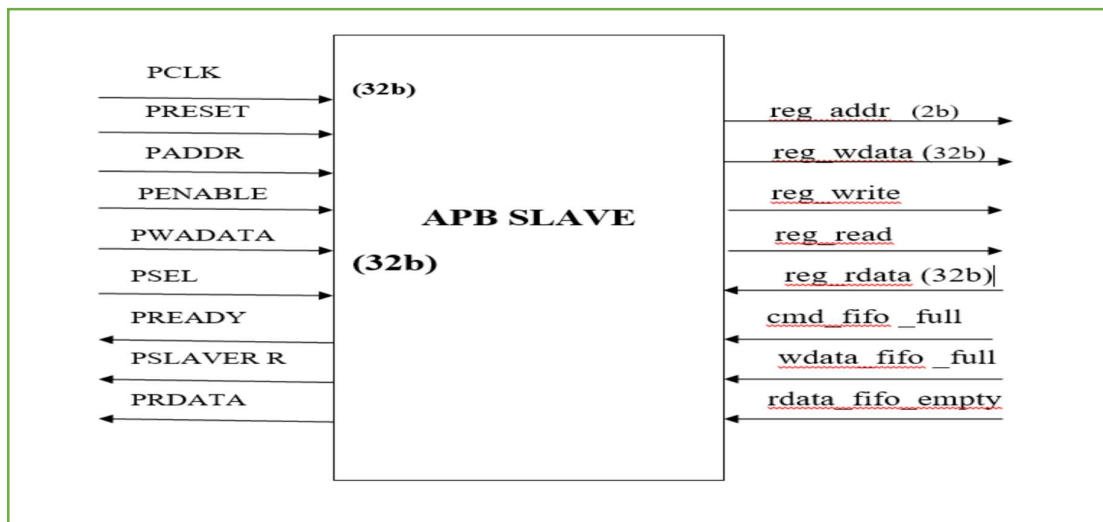 PCLK
(32b)
PRESET
reg_addr (2b)
PADDR
reg_wdata (32b)
PENABLE
reg_write
APB SLAVE
PWADATA
reg_read
(32b)
PSEL
reg_rdata (32b)
PREADY
cmd_fifo _full
PSLAVER R
wdata_fifo _full
PRDATA
rdata_fifo_empty